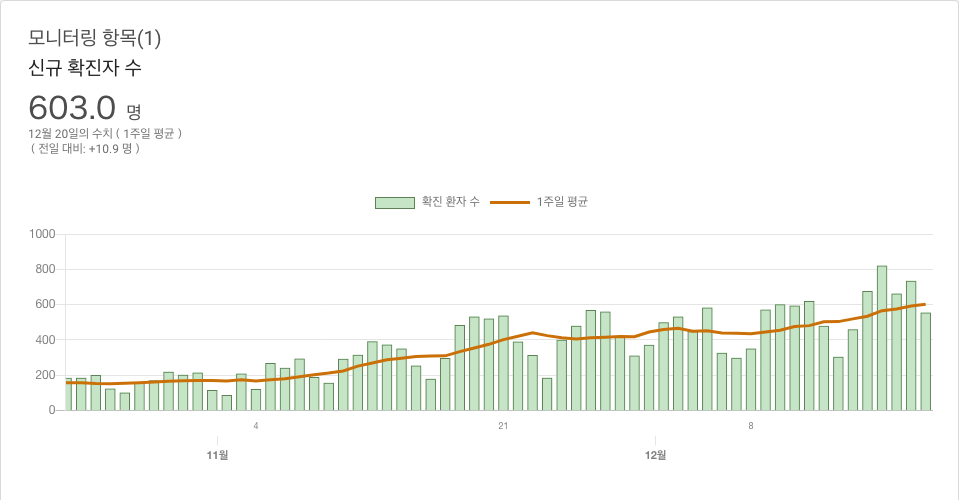 모니터링 항목(1)
신규 확진자 수
603.0 명
12월 20일의 수치 ( 1주일 평균 )
( 전일 대비: +10.9 명 )
확진 환자 수 1주일 평균
1000
800
600
400
200
0
4 21 8
11월 12월